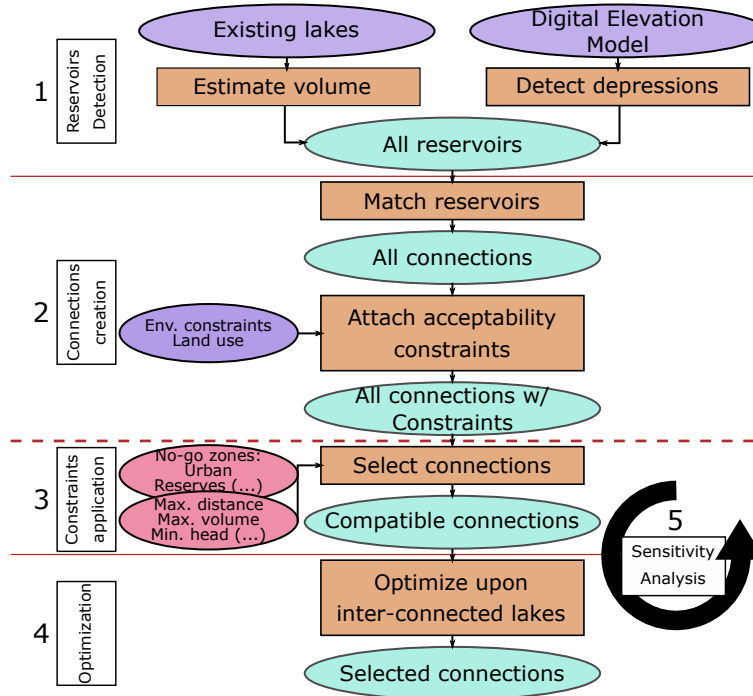 Existing lakes
Digital Elevation
Model
1
Reservoirs
Detection
Estimate volume
Detect depressions
All reservoirs
Match reservoirs
All connections
2
Connections
creation
Env. constraints
Land use
Attach acceptability
constraints
All connections w/
Constraints
3
Constraints
application
No-go zones:
Urban
Reserves (...)
Max. distance
Max. volume
Min. head (...)
Select connections
Compatible connections
5
Sensitivity
Analysis
4
Optimization
Optimize upon
inter-connected lakes
Selected connections